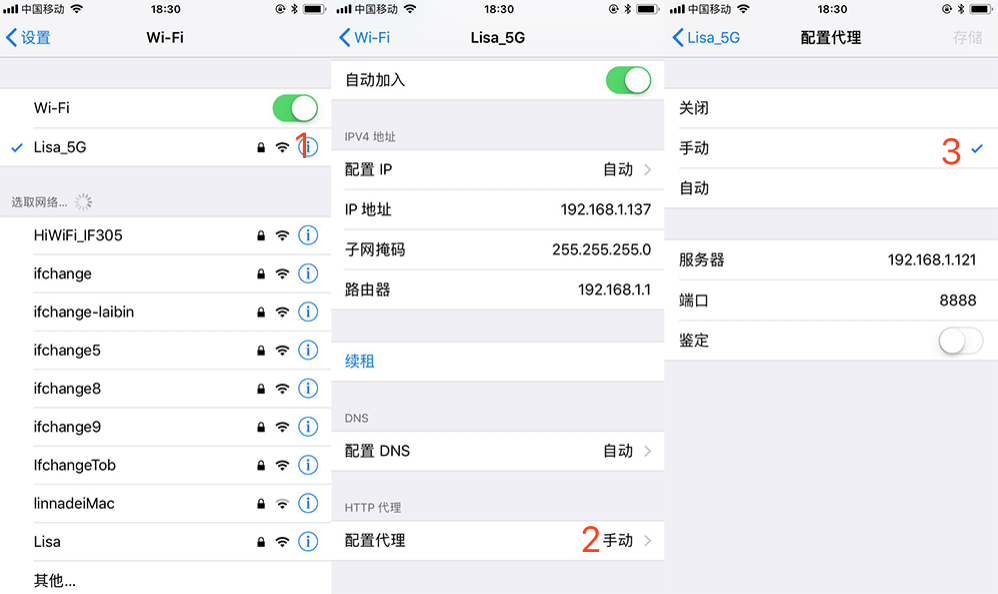 中国移动 18:30
设置 Wi-Fi
Wi-Fi
Lisa_5G 1
选取网络...
HiWiFi_IF305
ifchange
ifchange-laibin
ifchange5
ifchange8
ifchange9
IfchangeTob
linnadeiMac
Lisa
其他...
中国移动 18:30
Wi-Fi Lisa_5G
自动加入
IPV4 地址
配置 IP 自动
IP 地址 192.168.1.137
子网掩码 255.255.255.0
路由器 192.168.1.1
续租
DNS
配置 DNS 自动
HTTP 代理
配置代理 2 手动
中国移动 18:30
Lisa_5G 配置代理 存储
关闭
手动 3
自动
服务器 192.168.1.121
端口 8888
鉴定